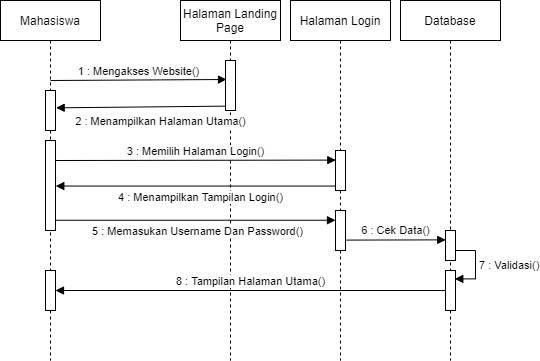 Mahasiswa
Halaman Landing
Page
Halaman Login
Database
1 : Mengakses Website()
2 : Menampilkan Halaman Utama()
3 : Memilih Halaman Login()
4 : Menampilkan Tampilan Login()
5 : Memasukan Username Dan Password()
6 : Cek Data()
7 : Validasi()
8 : Tampilan Halaman Utama()